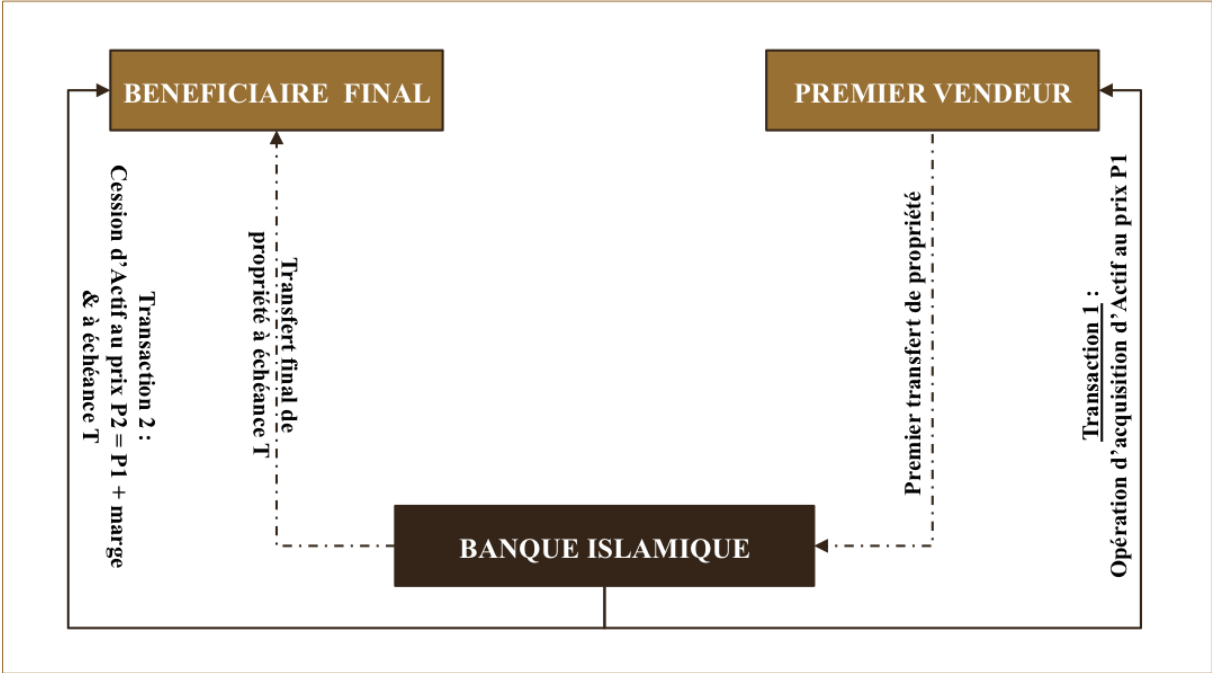 BENEFICIAIRE FINAL
PREMIER VENDEUR
Transaction 2 :
Cession d’Actif au prix P2 = P1 + marge
& à échéance T
Transfert final de
propriété à échéance T
Premier transfert de propriété
Transaction 1 :
Opération d’acquisition d’Actif au prix P1
BANQUE ISLAMIQUE